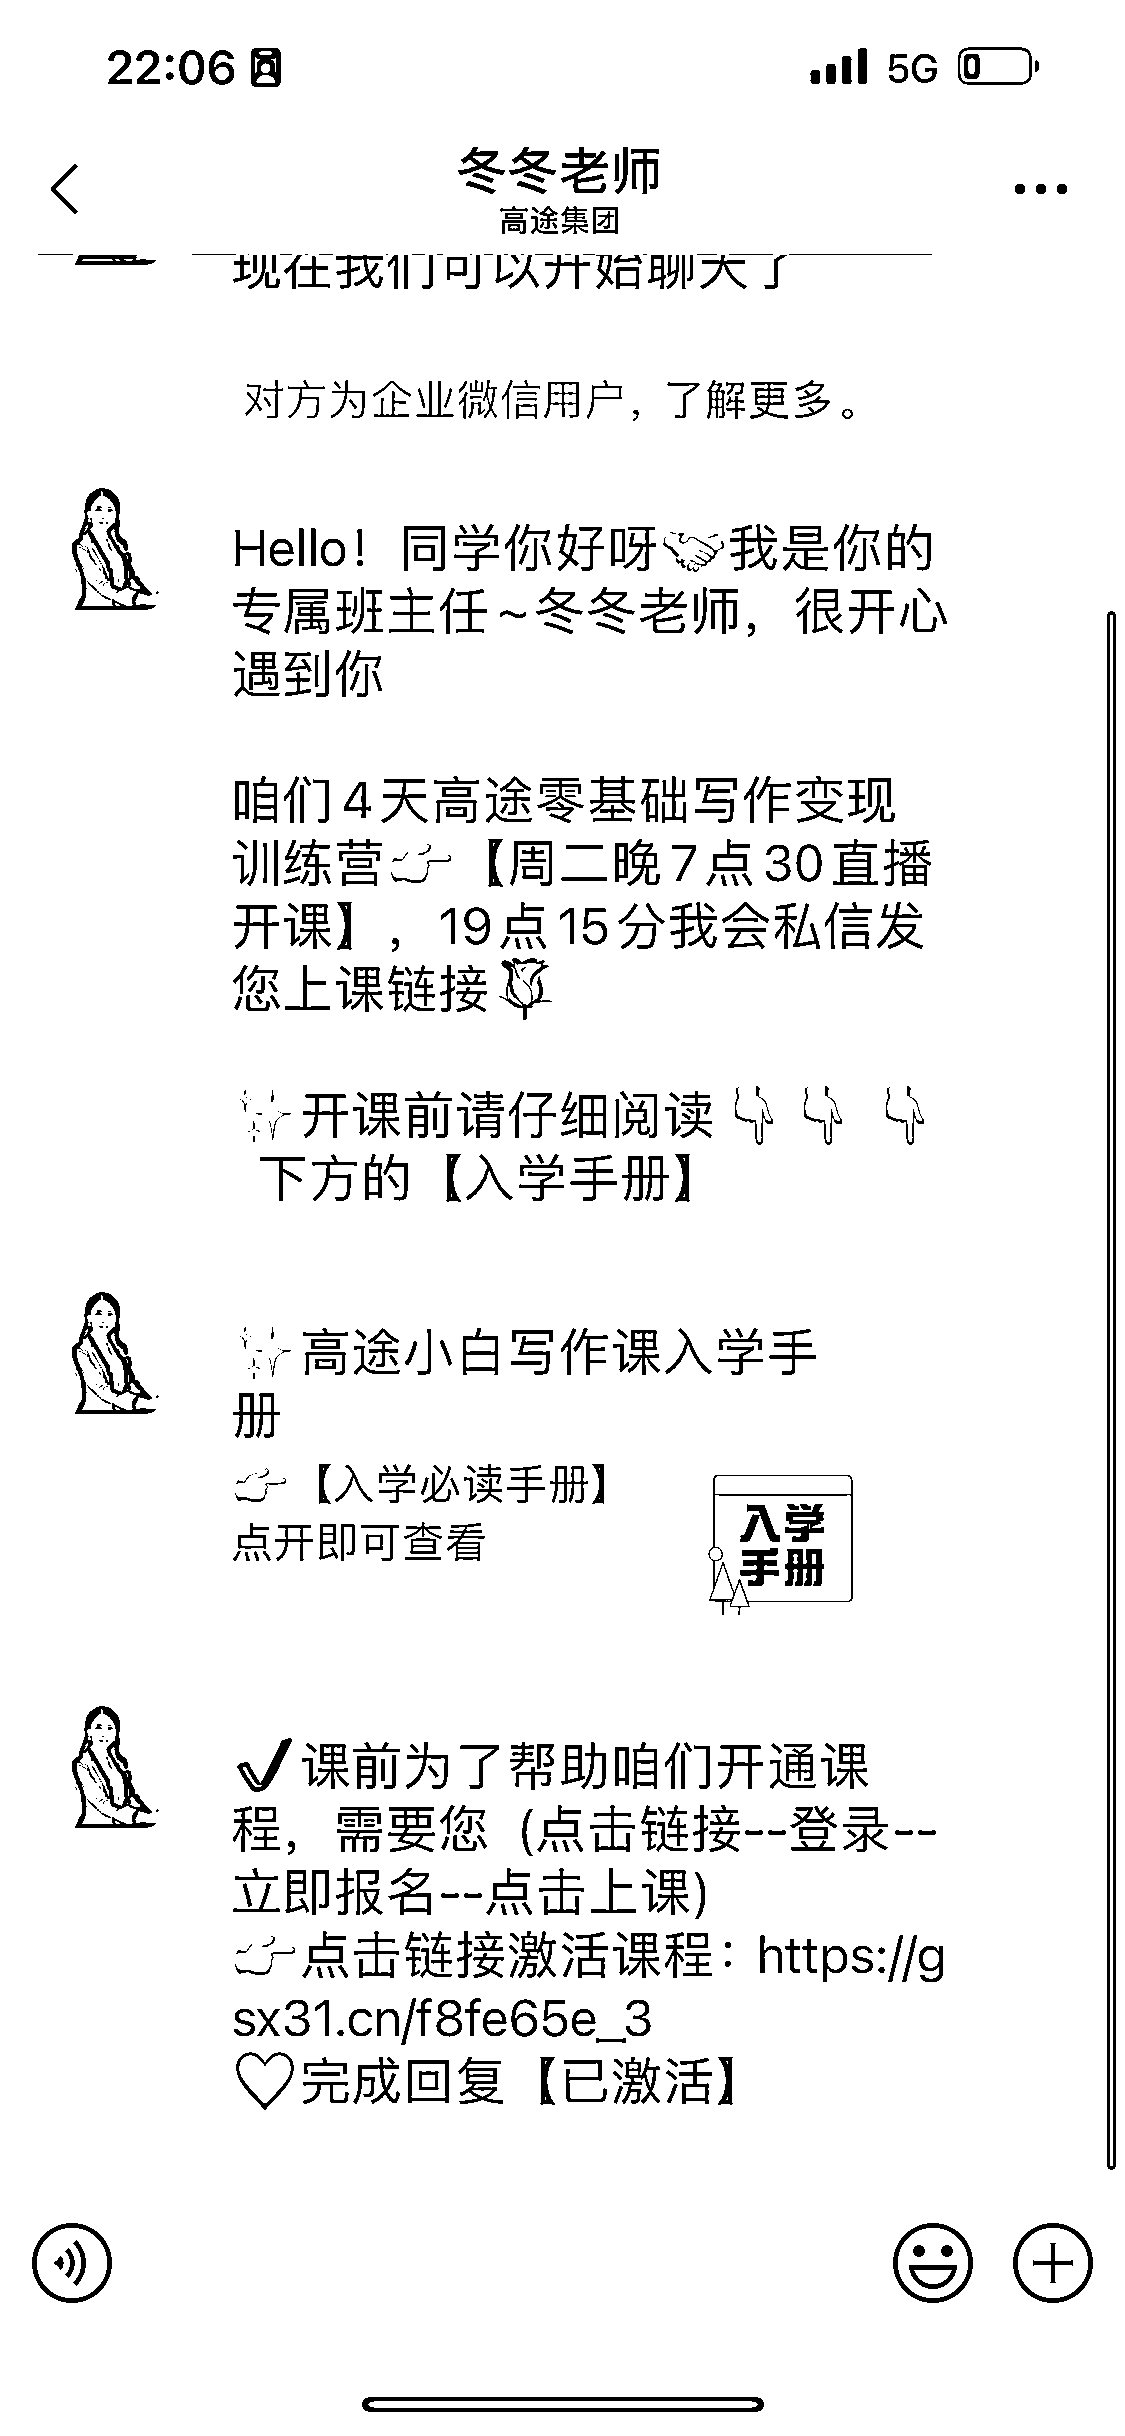 22:06
5G
冬冬老师
高途集团
现在我们可以开始聊天了
对方为企业微信用户，了解更多。
Hello！同学你好呀🤝我是你的
专属班主任~冬冬老师，很开心
遇到你
咱们4天高途零基础写作变现
训练营👉【周二晚7点30直播
开课】，19点15分我会私信发
您上课链接🌹
✨开课前请仔细阅读👇👇👇
下方的【入学手册】
✨高途小白写作课入学手
册
👉【入学必读手册】
点开即可查看
入学
手册
✔课前为了帮助咱们开通课
程，需要您（点击链接--登录--
立即报名--点击上课)
👉点击链接激活课程：https://g
sx31.cn/f8fe65e_3
♡完成回复【已激活】